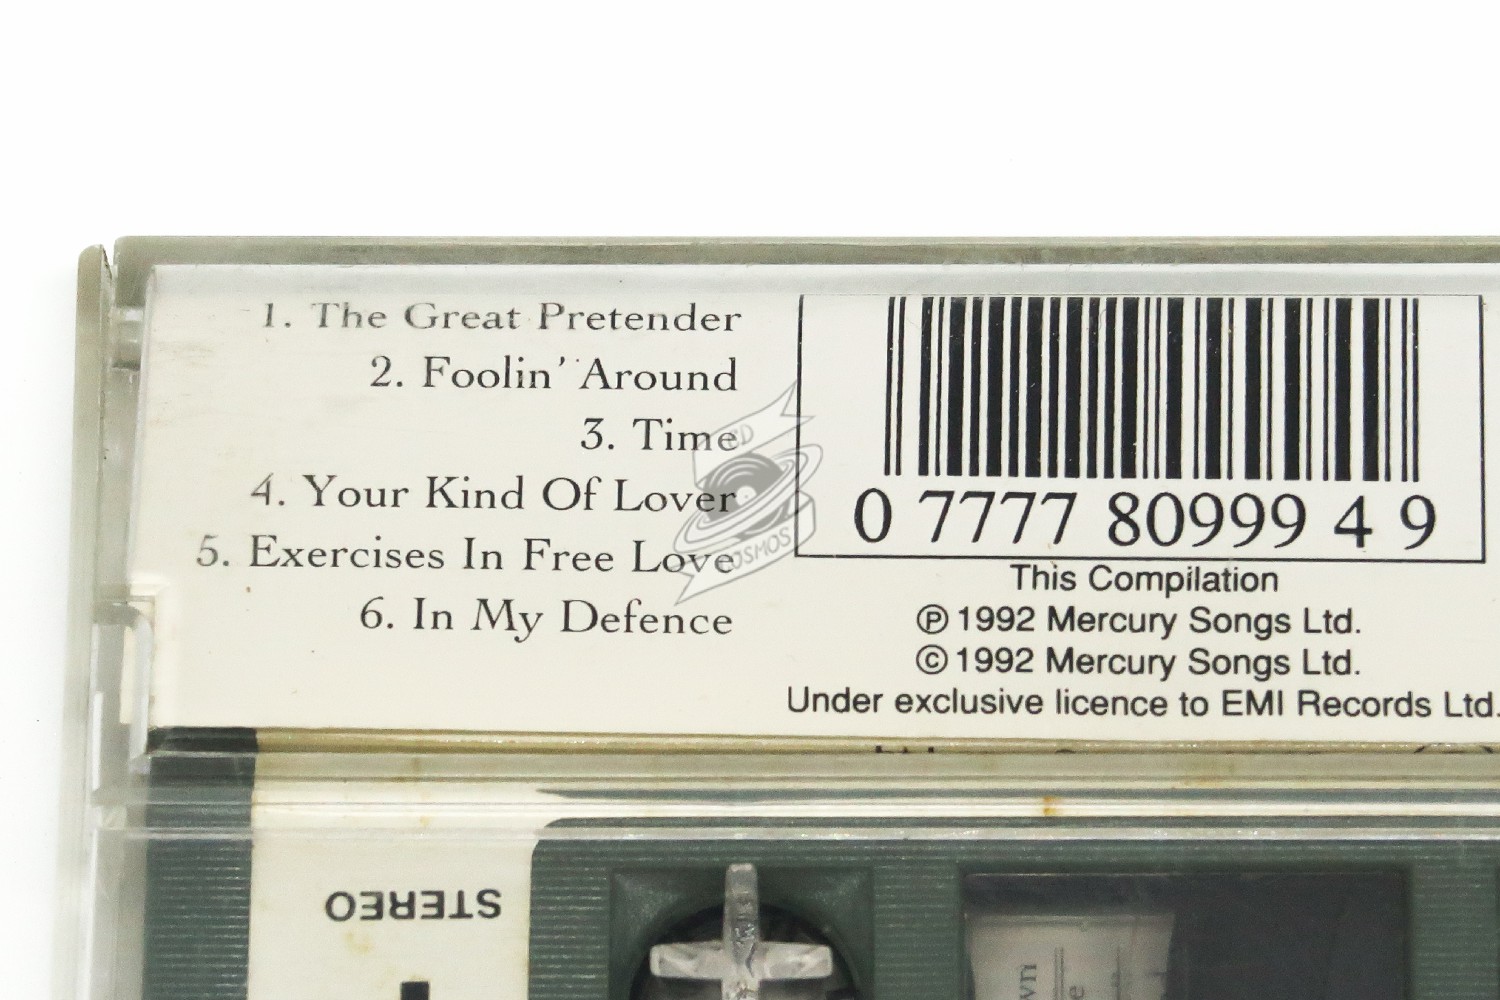 1. The Great Pretender
2. Foolin' Around
3. Time
4. Your Kind Of Lover
5. Exercises In Free Love
6. In My Defence
0 7777 80999 4 9
This Compilation
Ⓟ 1992 Mercury Songs Ltd.
© 1992 Mercury Songs Ltd.
Under exclusive licence to EMI Records Ltd.
CD
COSMOS
STEREO